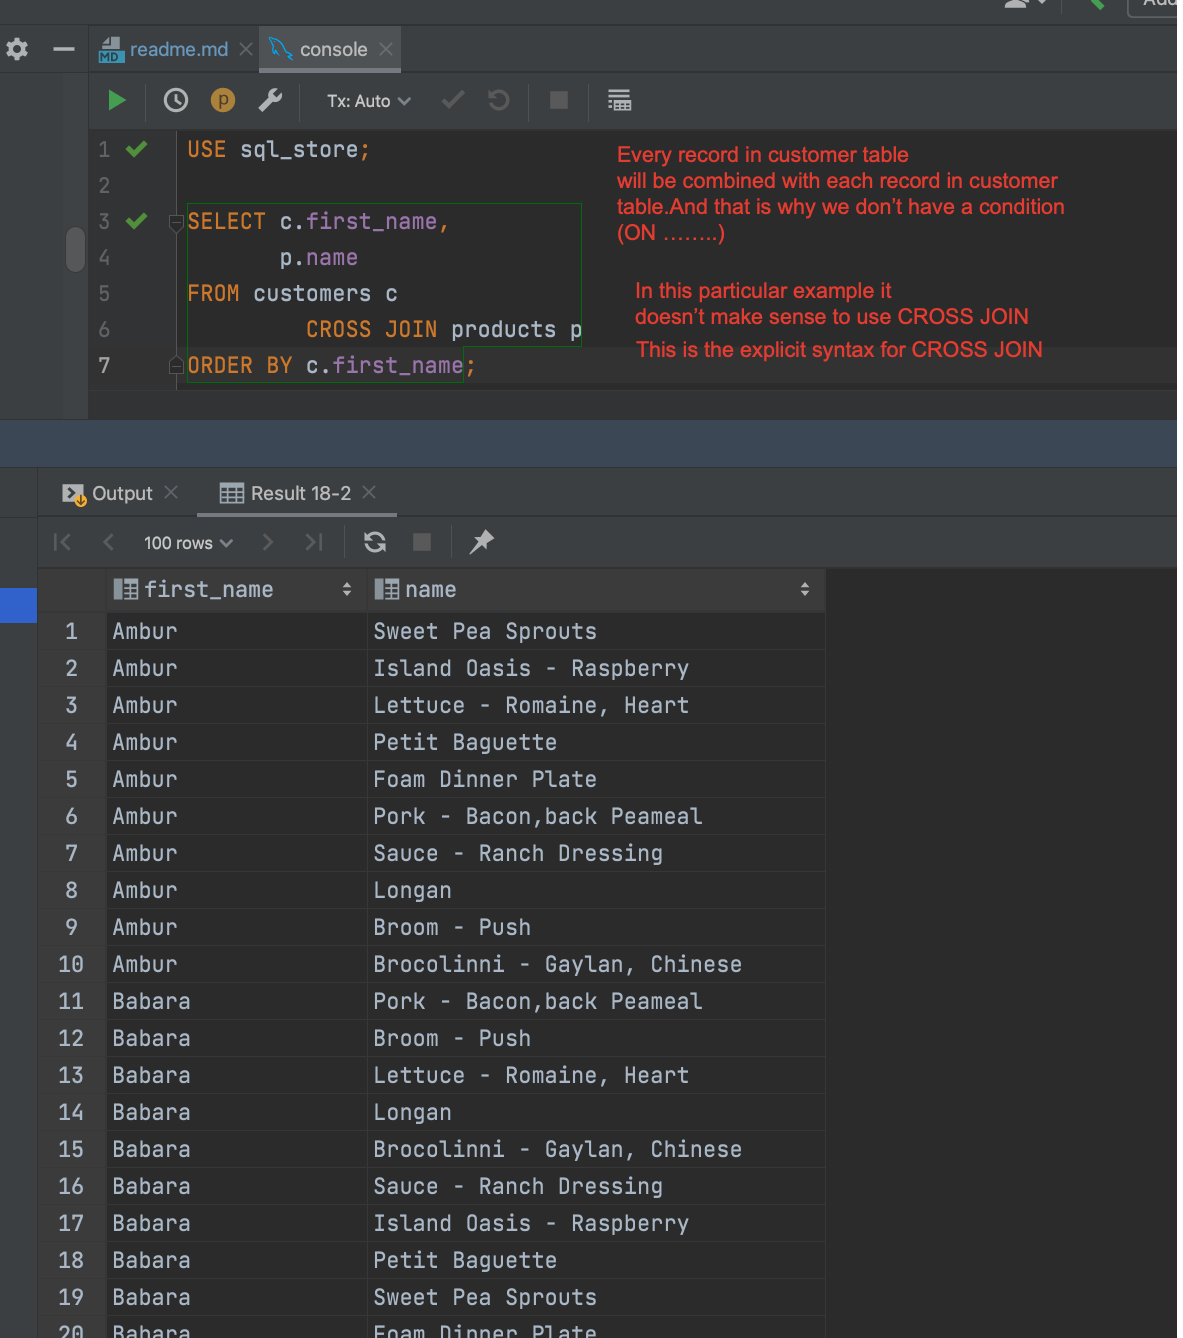 Add
readme.md
console
MD
p
Tx: Auto
1 USE sql_store;
2
3 SELECT c.first_name,
4 p.name
5 FROM customers c
6 CROSS JOIN products p
7 ORDER BY c.first_name;
Every record in customer table
will be combined with each record in customer
table.And that is why we don't have a condition
(ON ........)
In this particular example it
doesn't make sense to use CROSS JOIN
This is the explicit syntax for CROSS JOIN
Output
Result 18-2
100 rows
first_name name
1 Ambur Sweet Pea Sprouts
2 Ambur Island Oasis - Raspberry
3 Ambur Lettuce - Romaine, Heart
4 Ambur Petit Baguette
5 Ambur Foam Dinner Plate
6 Ambur Pork - Bacon,back Peameal
7 Ambur Sauce - Ranch Dressing
8 Ambur Longan
9 Ambur Broom - Push
10 Ambur Brocolinni - Gaylan, Chinese
11 Babara Pork - Bacon,back Peameal
12 Babara Broom - Push
13 Babara Lettuce - Romaine, Heart
14 Babara Longan
15 Babara Brocolinni - Gaylan, Chinese
16 Babara Sauce - Ranch Dressing
17 Babara Island Oasis - Raspberry
18 Babara Petit Baguette
19 Babara Sweet Pea Sprouts
20 Babara Foam Dinner Plate